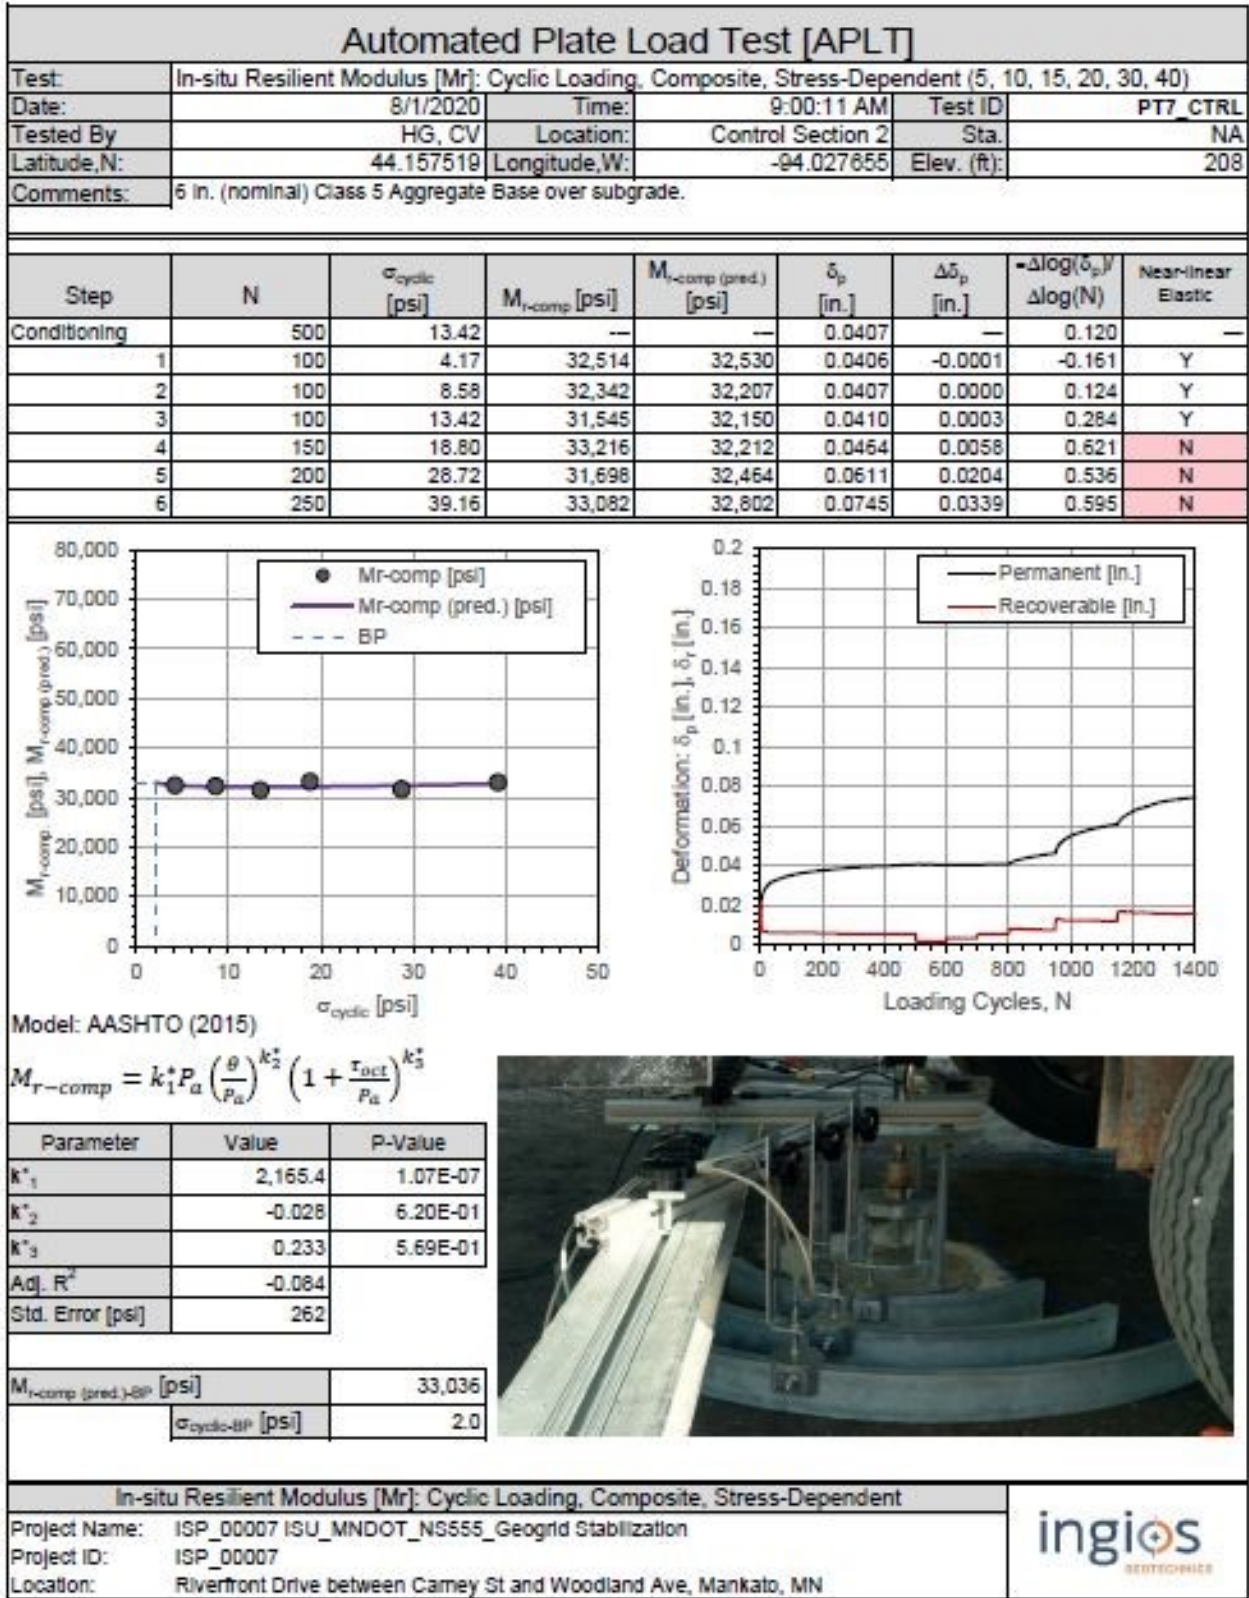 Automated Plate Load Test [APLT]
Test: In-situ Resilient Modulus [Mr]: Cyclic Loading, Composite, Stress-Dependent (5, 10, 15, 20, 30, 40)
Date: 8/1/2020 Time: 9:00:11 AM Test ID PT7_CTRL
Tested By HG, CV Location: Control Section 2 Sta. NA
Latitude,N: 44.157519 Longitude,W: -94.027655 Elev. (ft): 208
Comments: 6 in. (nominal) Class 5 Aggregate Base over subgrade.
Step N σcyclic [psi] Mr-comp [psi] Mr-comp (pred.) [psi] δp [in.] Δδp [in.] =Δlog(δp)/Δlog(N) Near-linear Elastic
Conditioning 500 13.42 --- --- 0.0407 --- 0.120 ---
1 100 4.17 32,514 32,530 0.0406 -0.0001 -0.161 Y
2 100 8.58 32,342 32,207 0.0407 0.0000 0.124 Y
3 100 13.42 31,545 32,150 0.0410 0.0003 0.284 Y
4 150 18.80 33,216 32,212 0.0464 0.0058 0.621 N
5 200 28.72 31,698 32,464 0.0611 0.0204 0.536 N
6 250 39.16 33,082 32,802 0.0745 0.0339 0.595 N
Mr-comp. [psi], Mr-comp (pred.) [psi]
80,000
70,000
60,000
50,000
40,000
30,000
20,000
10,000
0
Mr-comp [psi]
Mr-comp (pred.) [psi]
BP
0 10 20 30 40 50
σcyclic [psi]
Deformation: δp [in.], δr [in.]
0.2
0.18
0.16
0.14
0.12
0.1
0.08
0.06
0.04
0.02
0
Permanent [in.]
Recoverable [in.]
0 200 400 600 800 1000 1200 1400
Loading Cycles, N
Model: AASHTO (2015)
Mr−comp = k1*Pa (θ/Pa)^k2* (1 + τoct/Pa)^k3*
Parameter Value P-Value
k*1 2,165.4 1.07E-07
k*2 -0.028 6.20E-01
k*3 0.233 5.69E-01
Adj. R2 -0.084
Std. Error [psi] 262
Mr-comp (pred.)-BP [psi] 33,036
σcyclic-BP [psi] 2.0
In-situ Resilient Modulus [Mr]: Cyclic Loading, Composite, Stress-Dependent
Project Name: ISP_00007 ISU_MNDOT_NS555_Geogrid Stabilization
Project ID: ISP_00007
Location: Riverfront Drive between Carney St and Woodland Ave, Mankato, MN
ingios
GEOTECHNICS